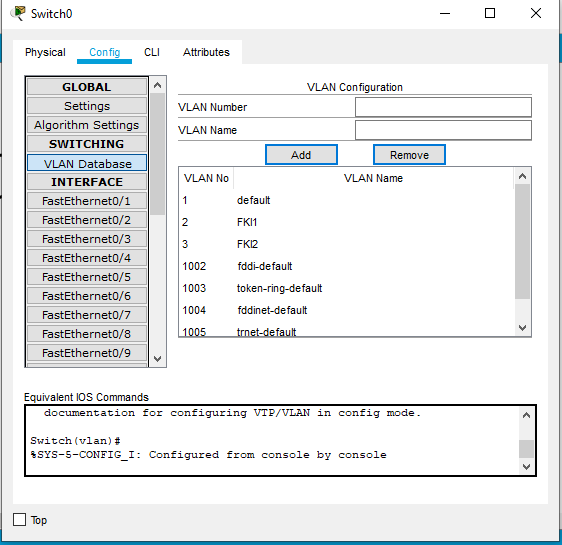 Switch0
Physical Config CLI Attributes
GLOBAL
Settings
Algorithm Settings
SWITCHING
VLAN Database
INTERFACE
FastEthernet0/1
FastEthernet0/2
FastEthernet0/3
FastEthernet0/4
FastEthernet0/5
FastEthernet0/6
FastEthernet0/7
FastEthernet0/8
FastEthernet0/9
VLAN Configuration
VLAN Number
VLAN Name
Add Remove
VLAN No VLAN Name
1 default
2 FKI1
3 FKI2
1002 fddi-default
1003 token-ring-default
1004 fddinet-default
1005 trnet-default
Equivalent IOS Commands
documentation for configuring VTP/VLAN in config mode.
Switch(vlan)#
%SYS-5-CONFIG_I: Configured from console by console
Top